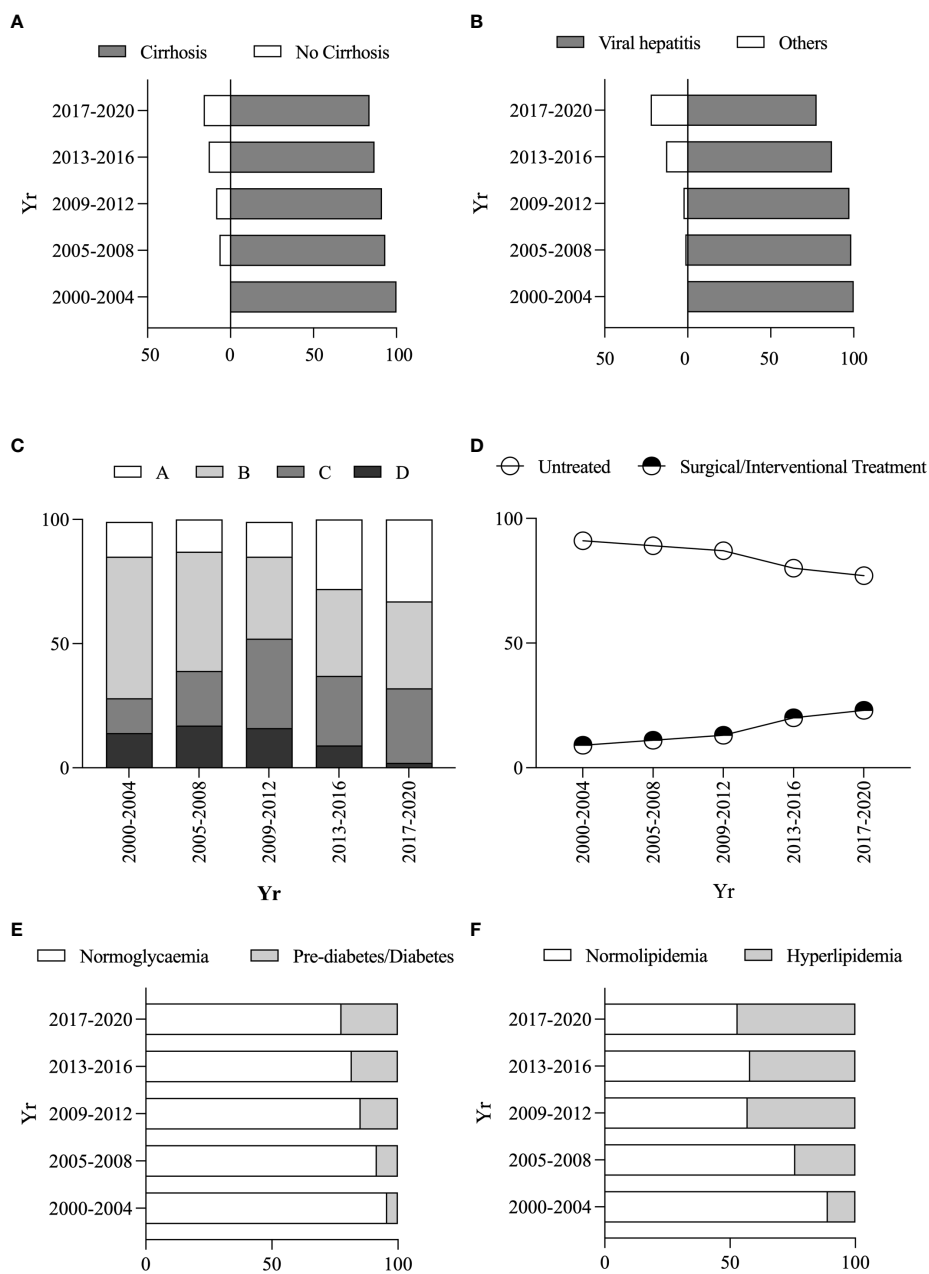 A
Cirrhosis No Cirrhosis
Yr
2017-2020
2013-2016
2009-2012
2005-2008
2000-2004
50 0 50 100
B
Viral hepatitis Others
Yr
2017-2020
2013-2016
2009-2012
2005-2008
2000-2004
50 0 50 100
C
A B C D
100
50
0
2000-2004
2005-2008
2009-2012
2013-2016
2017-2020
Yr
D
Untreated Surgical/Interventional Treatment
100
50
0
2000-2004
2005-2008
2009-2012
2013-2016
2017-2020
Yr
E
Normoglycaemia Pre-diabetes/Diabetes
Yr
2017-2020
2013-2016
2009-2012
2005-2008
2000-2004
0 50 100
F
Normolipidemia Hyperlipidemia
Yr
2017-2020
2013-2016
2009-2012
2005-2008
2000-2004
0 50 100